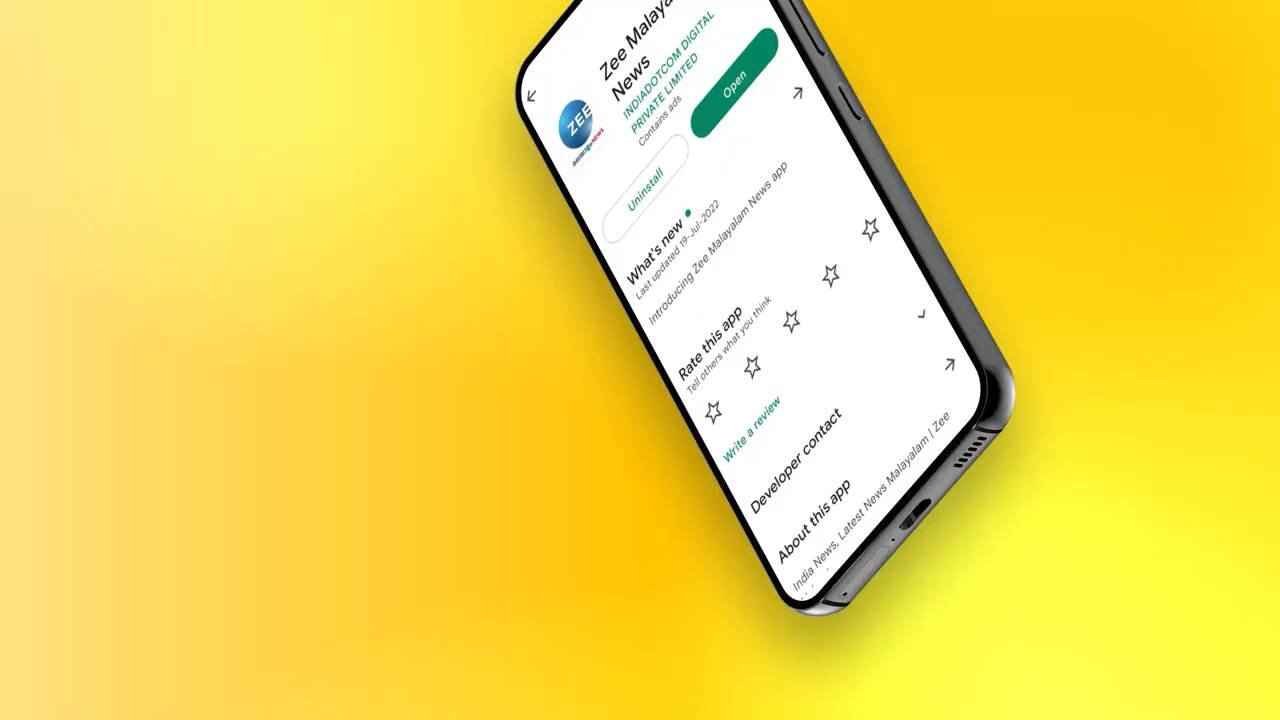 Zee Malaya
News
INDIADOTCOM DIGITAL
PRIVATE LIMITED
Contains ads
ZEE
NEWS
Uninstall
Open
What's new
Last updated 19-Jul-2022
Introducing Zee Malayalam News app
Rate this app
Tell others what you think
Write a review
Developer contact
About this app
India News, Latest News Malayalam | Zee